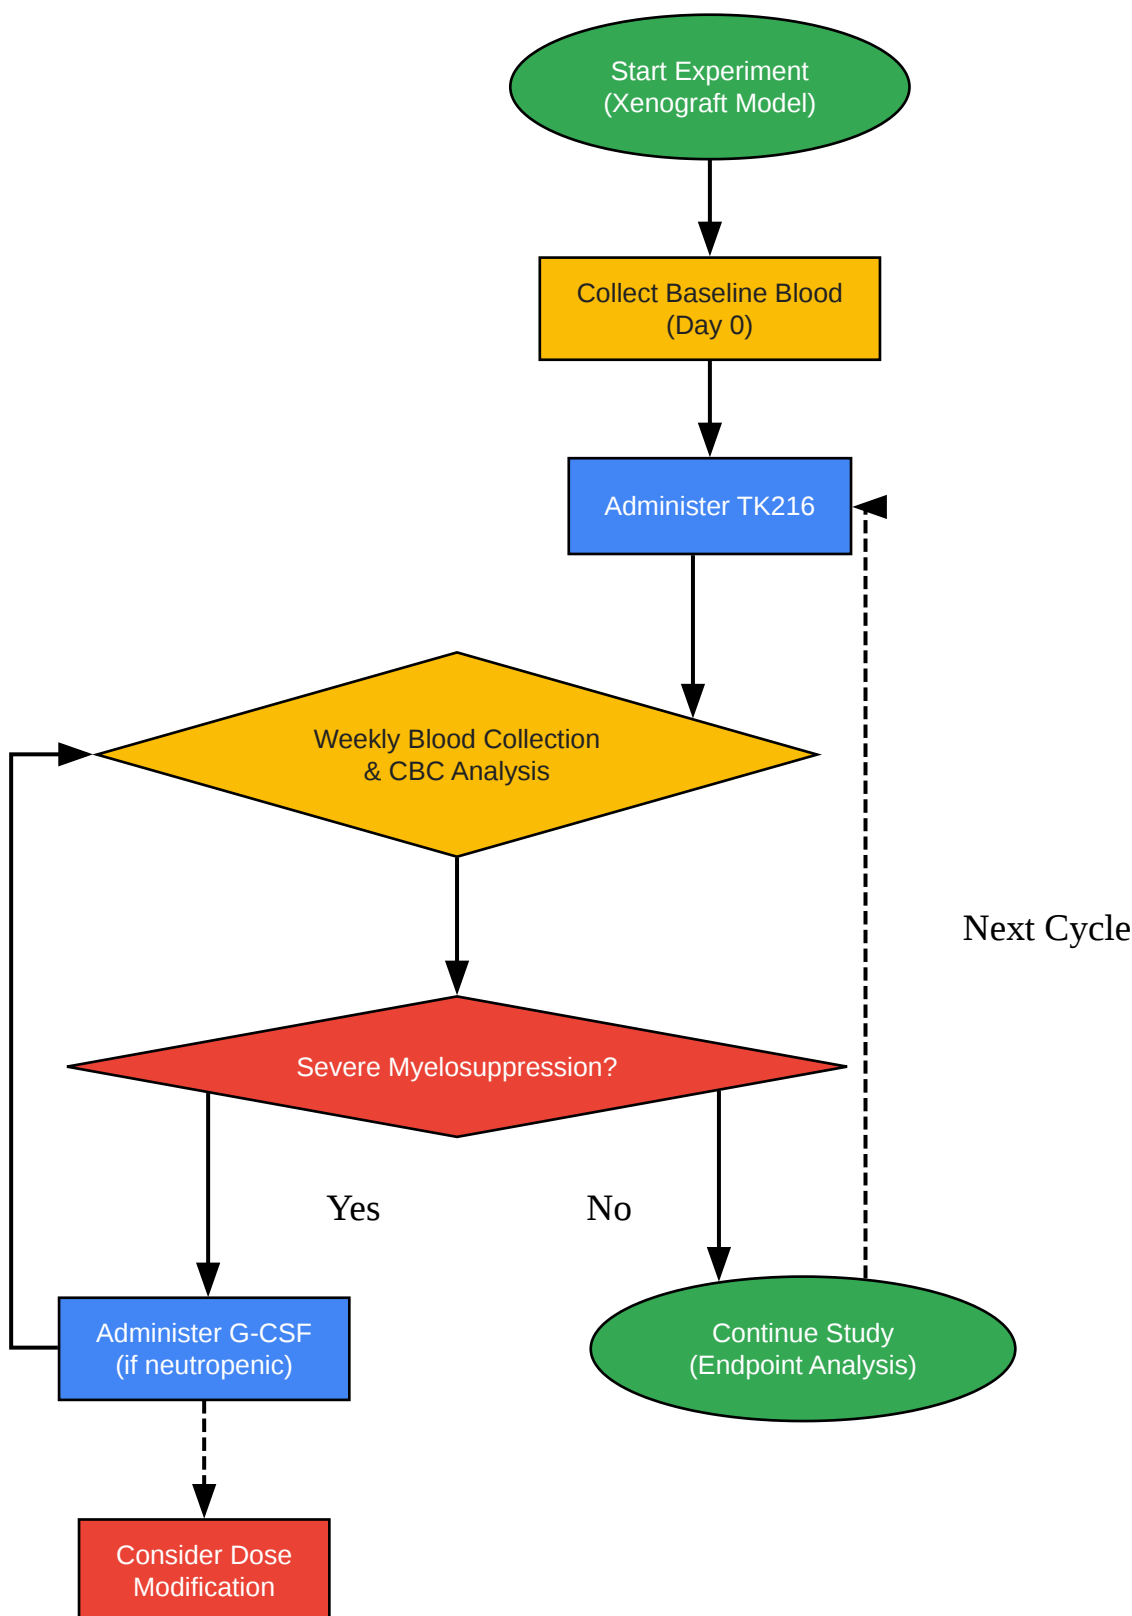 Start Experiment
(Xenograft Model)
Collect Baseline Blood
(Day 0)
Administer TK216
Weekly Blood Collection
& CBC Analysis
Next Cycle
Severe Myelosuppression?
Yes
No
Administer G-CSF
(if neutropenic)
Continue Study
(Endpoint Analysis)
Consider Dose
Modification